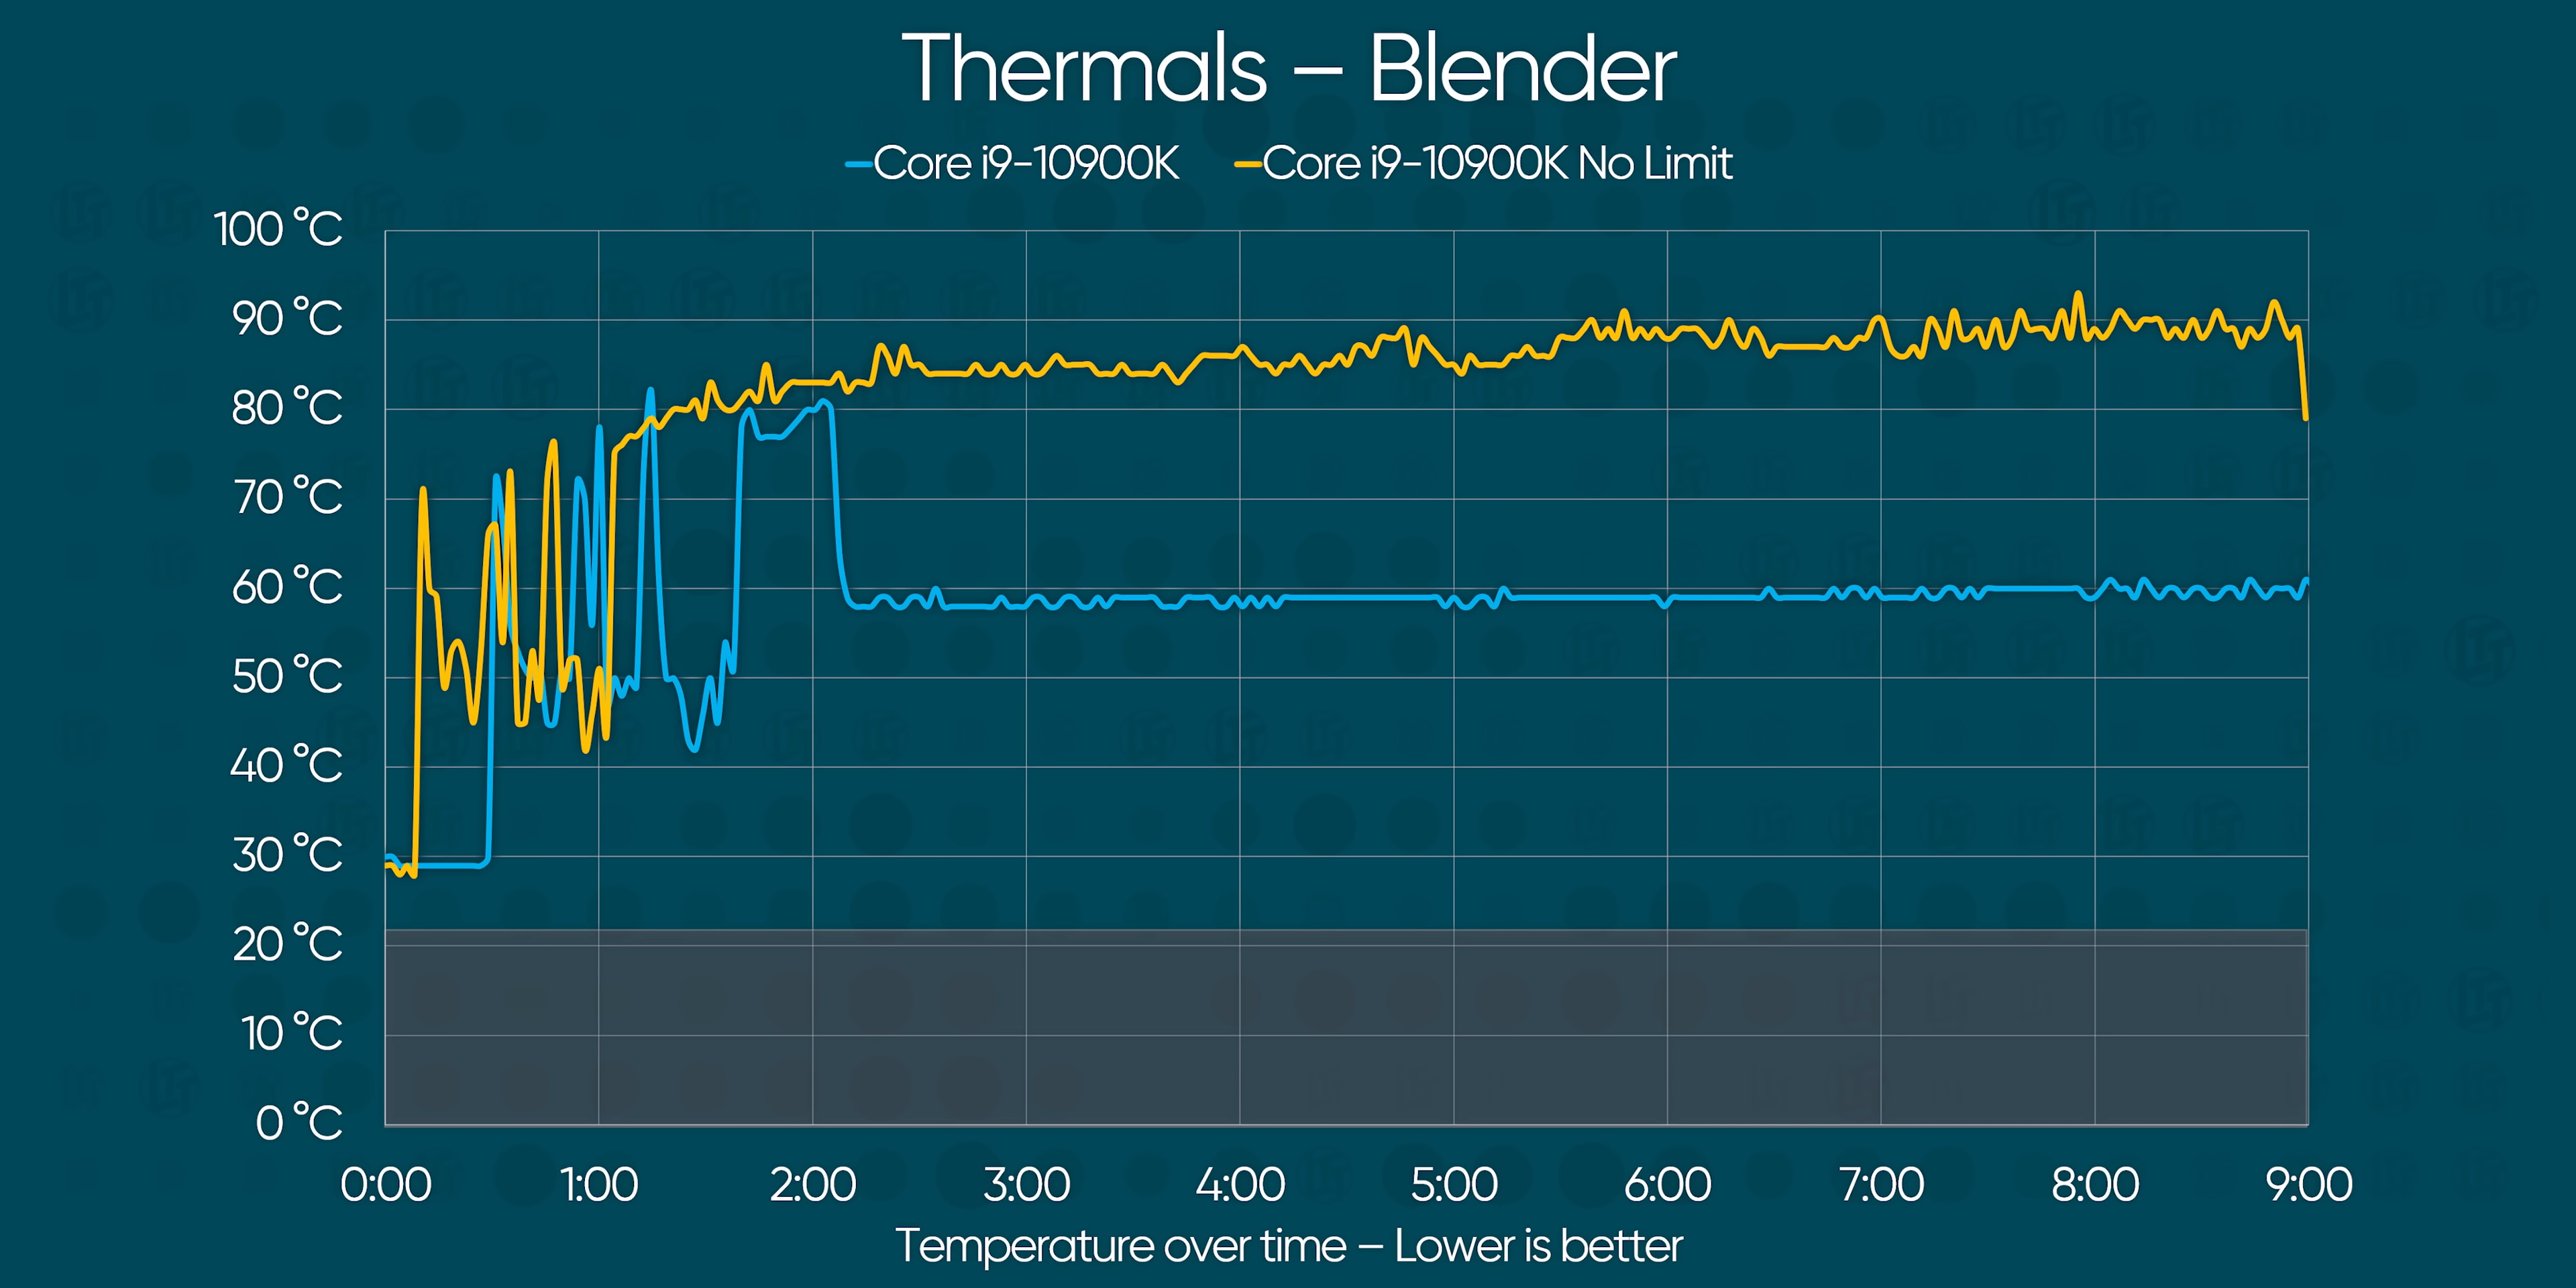 Thermals – Blender
Core i9-10900K Core i9-10900K No Limit
100 °C
90 °C
80 °C
70 °C
60 °C
50 °C
40 °C
30 °C
20 °C
10 °C
0 °C
0:00 1:00 2:00 3:00 4:00 5:00 6:00 7:00 8:00 9:00
Temperature over time – Lower is better